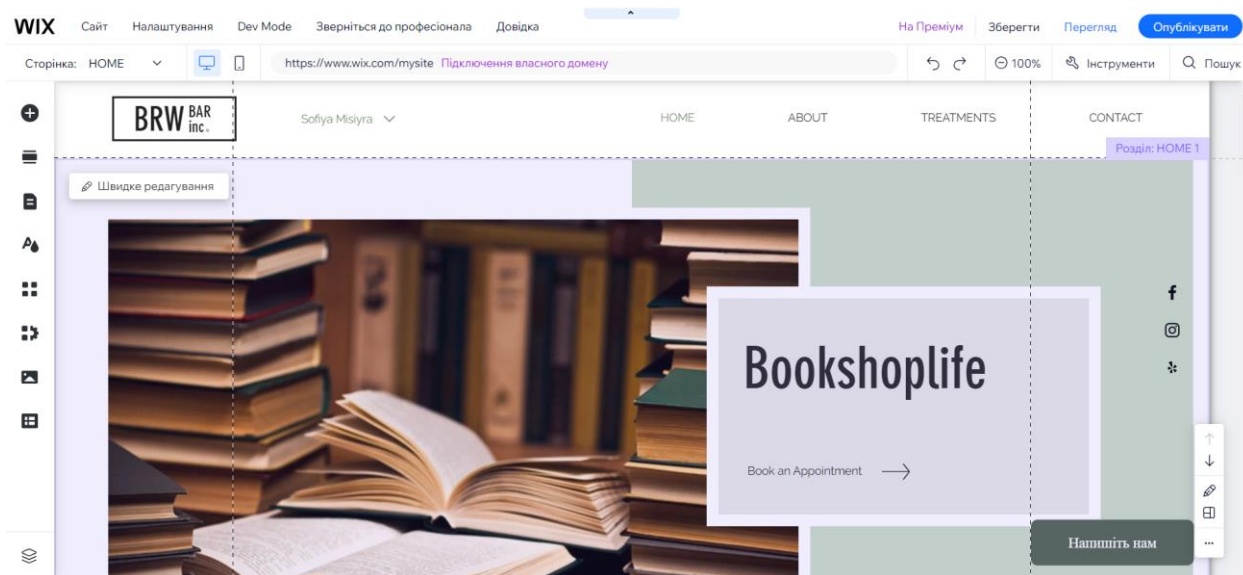 WIX Сайт Налаштування Dev Mode Зверніться до професіонала Довідка На Преміум Зберегти Перегляд Опублікувати
Сторінка: HOME https://www.wix.com/mysite Підключення власного домену 100% Інструменти Пошук
BRW BAR inc. Sofiya Misiyra HOME ABOUT TREATMENTS CONTACT
Розділ: HOME 1
Швидке редагування
Bookshoplife
Book an Appointment
Напишіть нам